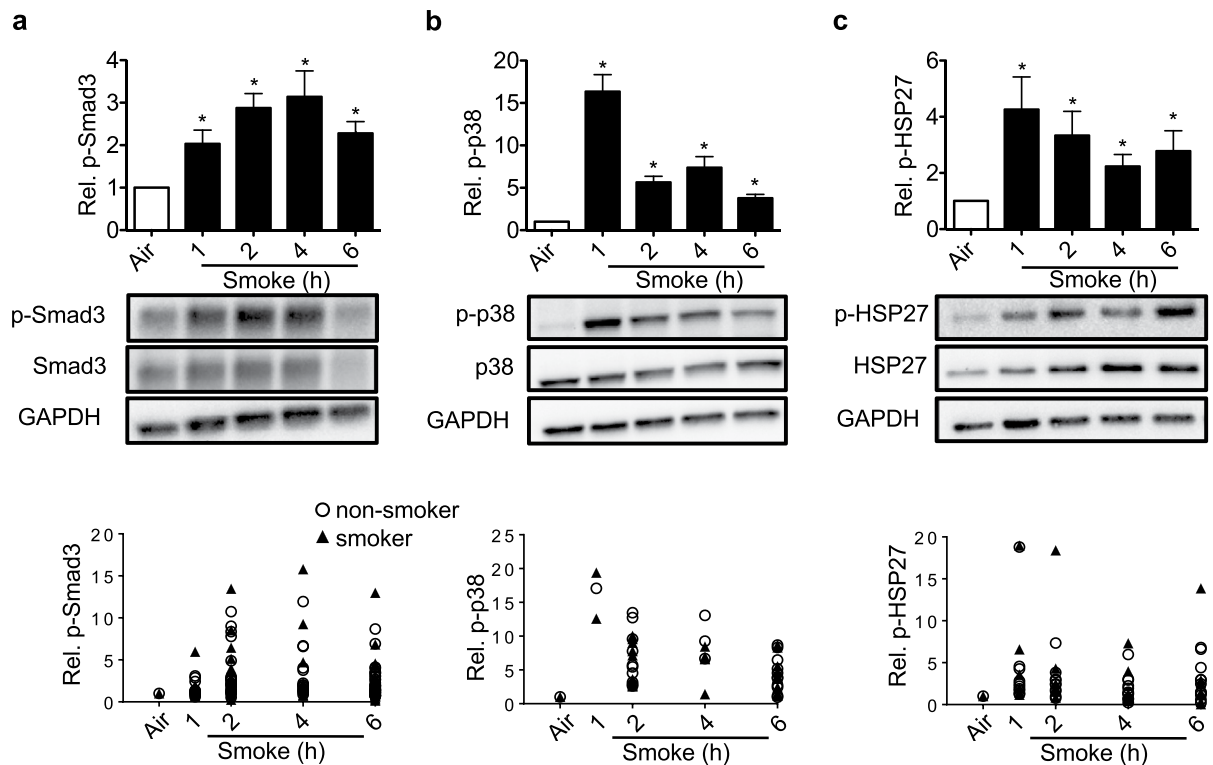 a
Rel. p-Smad3
4
3
2
1
0
*
*
*
*
Air
1
2
4
6
Smoke (h)
p-Smad3
Smad3
GAPDH
b
Rel. p-p38
20
15
10
5
0
*
*
*
*
Air
1
2
4
6
Smoke (h)
p-p38
p38
GAPDH
c
Rel. p-HSP27
6
4
2
0
*
*
*
*
Air
1
2
4
6
Smoke (h)
p-HSP27
HSP27
GAPDH
non-smoker
smoker
Rel. p-Smad3
20
15
10
5
0
Air
1
2
4
6
Smoke (h)
Rel. p-p38
25
20
15
10
5
0
Air
1
2
4
6
Smoke (h)
Rel. p-HSP27
20
15
10
5
0
Air
1
2
4
6
Smoke (h)